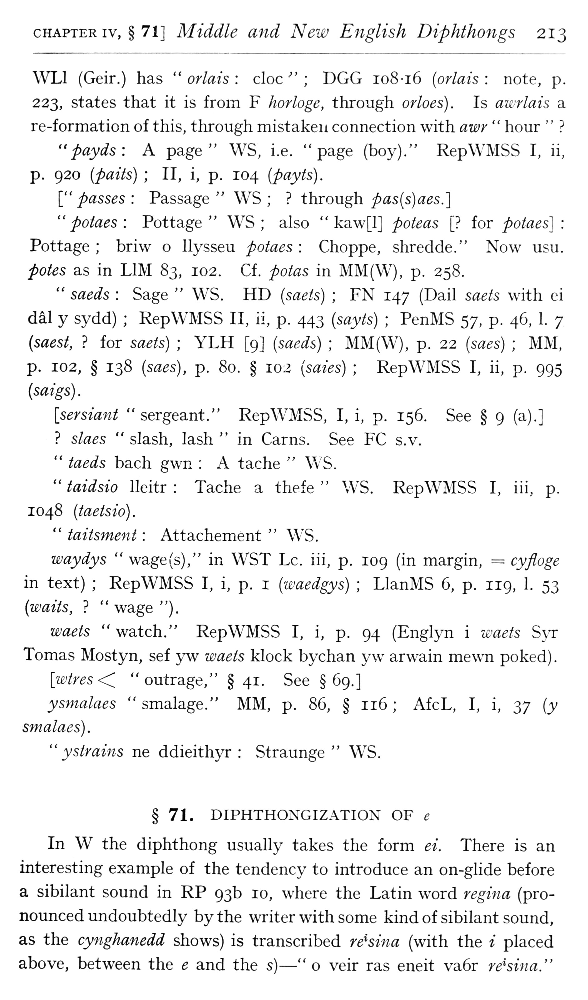 CHAPTER IV, § 71] Middle and New English Diphthongs 213
WLl (Geir.) has “ orlais : cloc ” ; DGG 108·16 (orlais : note, p.
223, states that it is from F horloge, through orloes). Is awrlais a
re-formation of this, through mistaken connection with awr “ hour ” ?
“ payds : A page ” WS, i.e. “ page (boy).” RepWMSS I, ii,
p. 920 (paits) ; II, i, p. 104 (payts).
[“ passes : Passage ” WS ; ? through pas(s)aes.]
“ potaes : Pottage ” WS ; also “ kaw[l] poteas [? for potaes] :
Pottage ; briw o llysseu potaes : Choppe, shredde.” Now usu.
potes as in LlM 83, 102. Cf. potas in MM(W), p. 258.
“ saeds : Sage ” WS. HD (saets) ; FN 147 (Dail saets with ei
dâl y sydd) ; RepWMSS II, ii, p. 443 (sayts) ; PenMS 57, p. 46, l. 7
(saest, ? for saets) ; YLH [9] (saeds) ; MM(W), p. 22 (saes) ; MM,
p. 102, § 138 (saes), p. 80. § 102 (saies) ; RepWMSS I, ii, p. 995
(saigs).
[sersiant “ sergeant.” RepWMSS, I, i, p. 156. See § 9 (a).]
? slaes “ slash, lash ” in Carns. See FC s.v.
“ taeds bach gwn : A tache ” WS.
“ taidsio lleitr : Tache a thefe ” WS. RepWMSS I, iii, p.
1048 (taetsio).
“ taitsment : Attachement ” WS.
waydys “ wage(s),” in WST Lc. iii, p. 109 (in margin, = cyfloge
in text) ; RepWMSS I, i, p. 1 (waedgys) ; LlanMS 6, p. 119, l. 53
(waits, ? “ wage ”).
waets “ watch.” RepWMSS I, i, p. 94 (Englyn i waets Syr
Tomas Mostyn, sef yw waets klock bychan yw arwain mewn poked).
[wtres < “ outrage,” § 41. See § 69.]
ysmalaes “ smalage.” MM, p. 86, § 116 ; AfcL, I, i, 37 (y
smalaes).
“ ystrains ne ddieithyr : Straunge ” WS.
§ 71. DIPHTHONGIZATION OF e
In W the diphthong usually takes the form ei. There is an
interesting example of the tendency to introduce an on-glide before
a sibilant sound in RP 93b 10, where the Latin word regina (pro-
nounced undoubtedly by the writer with some kind of sibilant sound,
as the cynghanedd shows) is transcribed reⁱsina (with the i placed
above, between the e and the s)—“ o veir ras eneit va6r reⁱsina.”